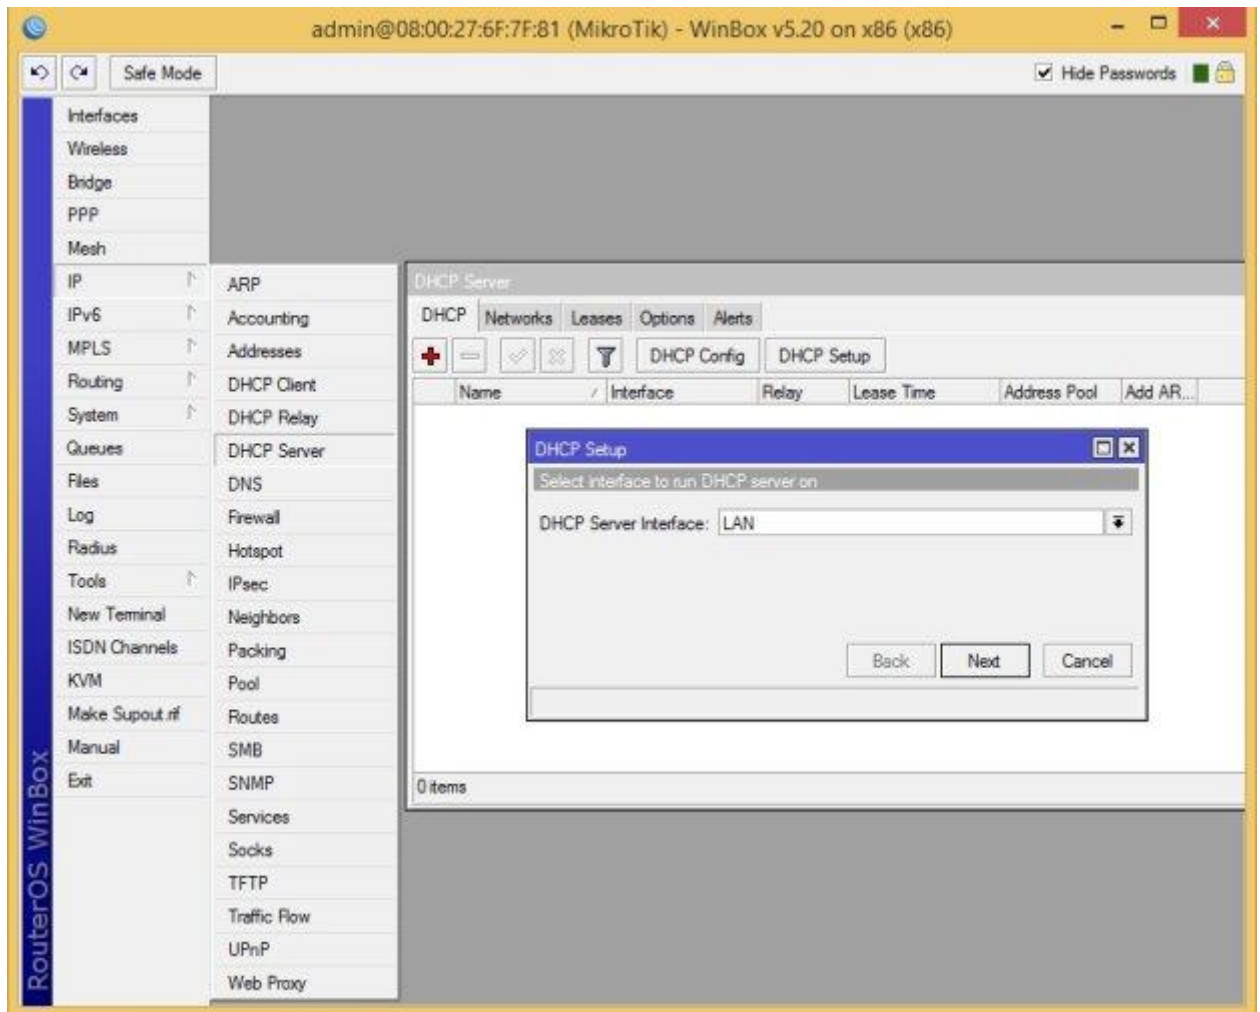 admin@08:00:27:6F:7F:81 (MikroTik) - WinBox v5.20 on x86 (x86)
Safe Mode
Hide Passwords
Interfaces
Wireless
Bridge
PPP
Mesh
IP
IPv6
MPLS
Routing
System
Queues
Files
Log
Radius
Tools
New Terminal
ISDN Channels
KVM
Make Supout.rif
Manual
Exit
RouterOS WinBox
ARP
Accounting
Addresses
DHCP Client
DHCP Relay
DHCP Server
DNS
Firewall
Hotspot
IPsec
Neighbors
Packing
Pool
Routes
SMB
SNMP
Services
Socks
TFTP
Traffic Flow
UPnP
Web Proxy
DHCP Server
DHCP Networks Leases Options Alerts
DHCP Config DHCP Setup
Name Interface Relay Lease Time Address Pool Add AR...
DHCP Setup
Select interface to run DHCP server on
DHCP Server Interface: LAN
Back Next Cancel
0 items